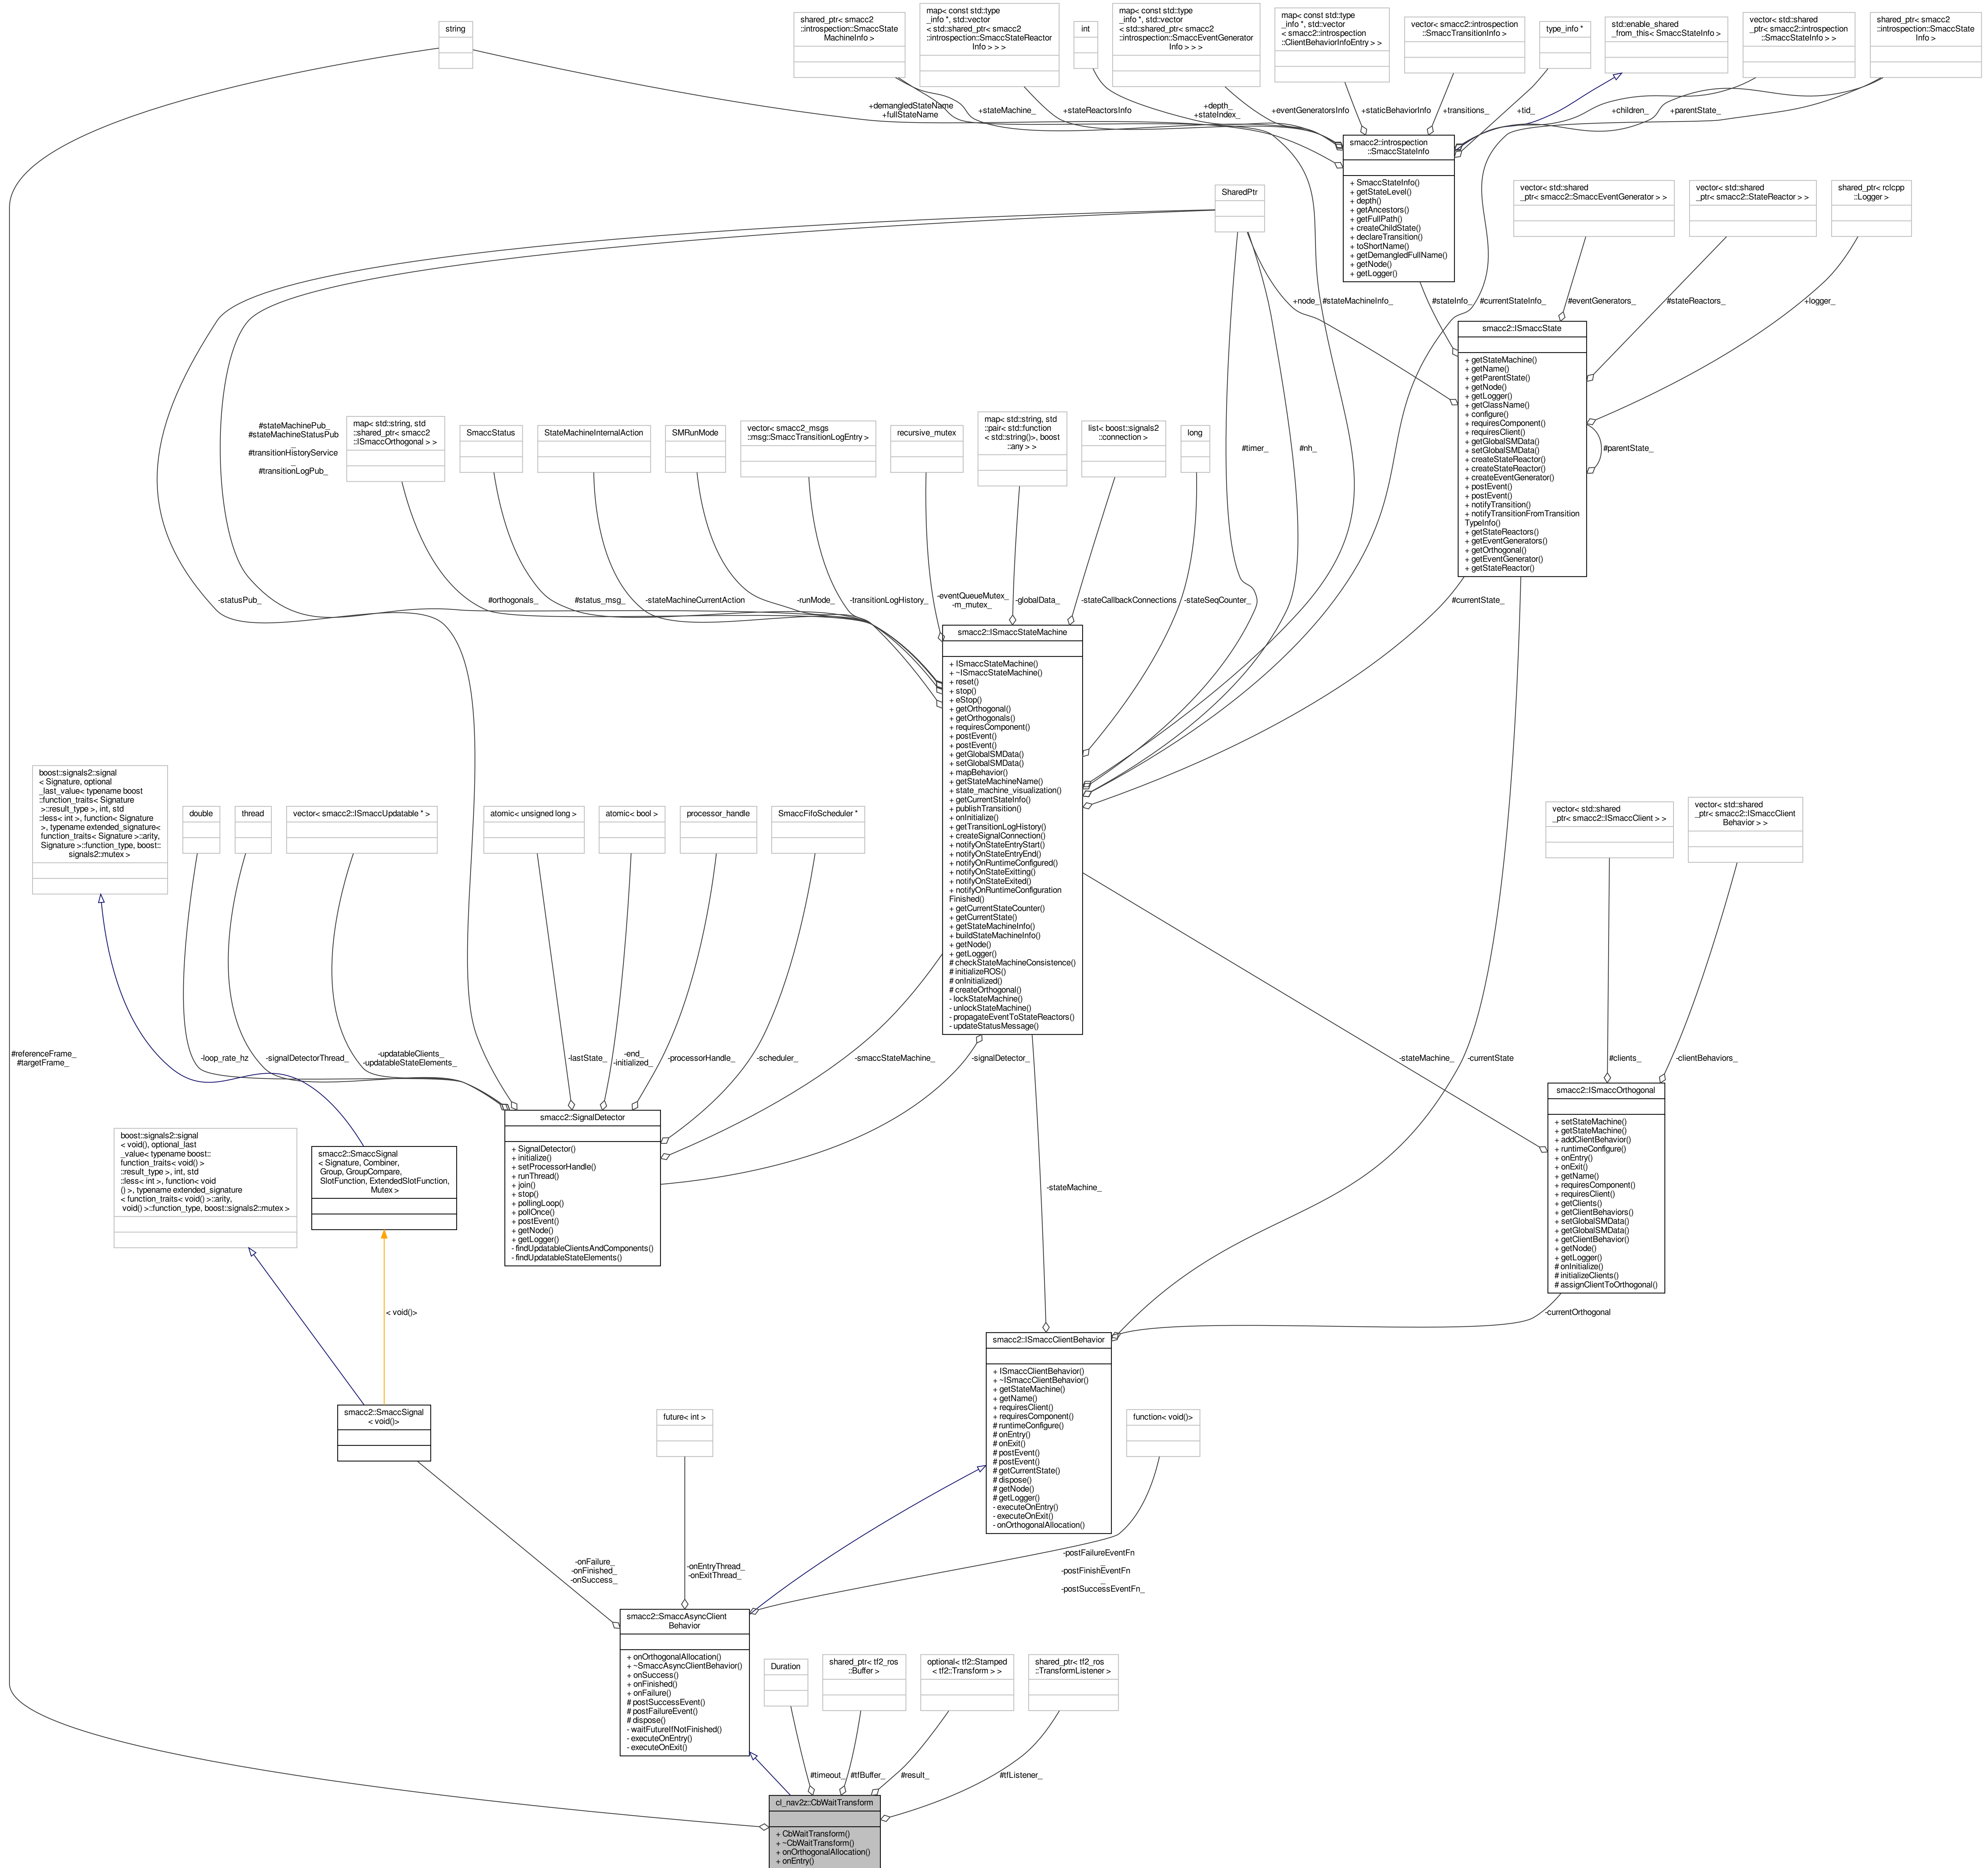 string
shared_ptr< smacc2
::introspection::SmaccState
MachineInfo >
map< const std::type
_info *, std::vector
< std::shared_ptr< smacc2
::introspection::SmaccStateReactor
Info > > >
int
map< const std::type
_info *, std::vector
< std::shared_ptr< smacc2
::introspection::SmaccEventGenerator
Info > > >
map< const std::type
_info *, std::vector
< smacc2::introspection
::ClientBehaviorInfoEntry > >
vector< smacc2::introspection
::SmaccTransitionInfo >
type_info *
std::enable_shared
_from_this< SmaccStateInfo >
vector< std::shared
_ptr< smacc2::introspection
::SmaccStateInfo > >
shared_ptr< smacc2
::introspection::SmaccState
Info >
+demangledStateName
+fullStateName
+stateMachine_
+stateReactorsInfo
+depth_
+stateIndex_
+eventGeneratorsInfo
+staticBehaviorInfo
+transitions_
+tid_
+children_
+parentState_
smacc2::introspection
::SmaccStateInfo
+ SmaccStateInfo()
+ getStateLevel()
+ depth()
+ getAncestors()
+ getFullPath()
+ createChildState()
+ declareTransition()
+ toShortName()
+ getDemangledFullName()
+ getNode()
+ getLogger()
SharedPtr
vector< std::shared
_ptr< smacc2::SmaccEventGenerator > >
vector< std::shared
_ptr< smacc2::StateReactor > >
shared_ptr< rclcpp
::Logger >
+node_
#stateMachineInfo_
#stateInfo_
#currentStateInfo_
#eventGenerators_
#stateReactors_
+logger_
smacc2::ISmaccState
+ getStateMachine()
+ getName()
+ getParentState()
+ getNode()
+ getLogger()
+ getClassName()
+ configure()
+ requiresComponent()
+ requiresClient()
+ getGlobalSMData()
+ setGlobalSMData()
+ createStateReactor()
+ createStateReactor()
+ createEventGenerator()
+ postEvent()
+ postEvent()
+ notifyTransition()
+ notifyTransitionFromTransition
TypeInfo()
+ getStateReactors()
+ getEventGenerators()
+ getOrthogonal()
+ getEventGenerator()
+ getStateReactor()
#parentState_
#stateMachinePub_
#stateMachineStatusPub
_
#transitionHistoryService
_
#transitionLogPub_
map< std::string, std
::shared_ptr< smacc2
::ISmaccOrthogonal > >
SmaccStatus
StateMachineInternalAction
SMRunMode
vector< smacc2_msgs
::msg::SmaccTransitionLogEntry >
recursive_mutex
map< std::string, std
::pair< std::function
< std::string()>, boost
::any > >
list< boost::signals2
::connection >
long
#timer_
#nh_
-statusPub_
#orthogonals_
#status_msg_
-stateMachineCurrentAction
-runMode_
-transitionLogHistory_
-eventQueueMutex_
-m_mutex_
-globalData_
-stateCallbackConnections
-stateSeqCounter_
#currentState_
smacc2::ISmaccStateMachine
+ ISmaccStateMachine()
+ ~ISmaccStateMachine()
+ reset()
+ stop()
+ eStop()
+ getOrthogonal()
+ getOrthogonals()
+ requiresComponent()
+ postEvent()
+ postEvent()
+ getGlobalSMData()
+ setGlobalSMData()
+ mapBehavior()
+ getStateMachineName()
+ state_machine_visualization()
+ getCurrentStateInfo()
+ publishTransition()
+ onInitialize()
+ getTransitionLogHistory()
+ createSignalConnection()
+ notifyOnStateEntryStart()
+ notifyOnStateEntryEnd()
+ notifyOnRuntimeConfigured()
+ notifyOnStateExitting()
+ notifyOnStateExited()
+ notifyOnRuntimeConfiguration
Finished()
+ getCurrentStateCounter()
+ getCurrentState()
+ getStateMachineInfo()
+ buildStateMachineInfo()
+ getNode()
+ getLogger()
# checkStateMachineConsistence()
# initializeROS()
# onInitialized()
# createOrthogonal()
- lockStateMachine()
- unlockStateMachine()
- propagateEventToStateReactors()
- updateStatusMessage()
boost::signals2::signal
< Signature, optional
_last_value< typename boost
::function_traits< Signature
>::result_type >, int, std
::less< int >, function< Signature
>, typename extended_signature<
function_traits< Signature >::arity,
Signature >::function_type, boost::
signals2::mutex >
double
thread
vector< smacc2::ISmaccUpdatable * >
atomic< unsigned long >
atomic< bool >
processor_handle
SmaccFifoScheduler *
vector< std::shared
_ptr< smacc2::ISmaccClient > >
vector< std::shared
_ptr< smacc2::ISmaccClient
Behavior > >
#referenceFrame_
#targetFrame_
-loop_rate_hz
-signalDetectorThread_
-updatableClients_
-updatableStateElements_
-lastState_
-end_
-initialized_
-processorHandle_
-scheduler_
-smaccStateMachine_
-signalDetector_
-stateMachine_
-currentState
#clients_
-clientBehaviors_
smacc2::SignalDetector
+ SignalDetector()
+ initialize()
+ setProcessorHandle()
+ runThread()
+ join()
+ stop()
+ pollingLoop()
+ pollOnce()
+ postEvent()
+ getNode()
+ getLogger()
- findUpdatableClientsAndComponents()
- findUpdatableStateElements()
smacc2::ISmaccOrthogonal
+ setStateMachine()
+ getStateMachine()
+ addClientBehavior()
+ runtimeConfigure()
+ onEntry()
+ onExit()
+ getName()
+ requiresComponent()
+ requiresClient()
+ getClients()
+ getClientBehaviors()
+ setGlobalSMData()
+ getGlobalSMData()
+ getClientBehavior()
+ getNode()
+ getLogger()
# onInitialize()
# initializeClients()
# assignClientToOrthogonal()
boost::signals2::signal
< void(), optional_last
_value< typename boost::
function_traits< void() >
::result_type >, int, std
::less< int >, function< void
() >, typename extended_signature
< function_traits< void() >::arity,
void() >::function_type, boost::signals2::mutex >
smacc2::SmaccSignal
< Signature, Combiner,
Group, GroupCompare,
SlotFunction, ExtendedSlotFunction,
Mutex >
-stateMachine_
< void()>
-currentOrthogonal
smacc2::ISmaccClientBehavior
+ ISmaccClientBehavior()
+ ~ISmaccClientBehavior()
+ getStateMachine()
+ getName()
+ requiresClient()
+ requiresComponent()
# runtimeConfigure()
# onEntry()
# onExit()
# postEvent()
# postEvent()
# getCurrentState()
# dispose()
# getNode()
# getLogger()
- executeOnEntry()
- executeOnExit()
- onOrthogonalAllocation()
smacc2::SmaccSignal
< void()>
future< int >
function< void()>
-onFailure_
-onFinished_
-onSuccess_
-onEntryThread_
-onExitThread_
-postFailureEventFn
_
-postFinishEventFn
_
-postSuccessEventFn_
smacc2::SmaccAsyncClient
Behavior
+ onOrthogonalAllocation()
+ ~SmaccAsyncClientBehavior()
+ onSuccess()
+ onFinished()
+ onFailure()
# postSuccessEvent()
# postFailureEvent()
# dispose()
- waitFutureIfNotFinished()
- executeOnEntry()
- executeOnExit()
Duration
shared_ptr< tf2_ros
::Buffer >
optional< tf2::Stamped
< tf2::Transform > >
shared_ptr< tf2_ros
::TransformListener >
#timeout_
#tfBuffer_
#result_
#tfListener_
cl_nav2z::CbWaitTransform
+ CbWaitTransform()
+ ~CbWaitTransform()
+ onOrthogonalAllocation()
+ onEntry()